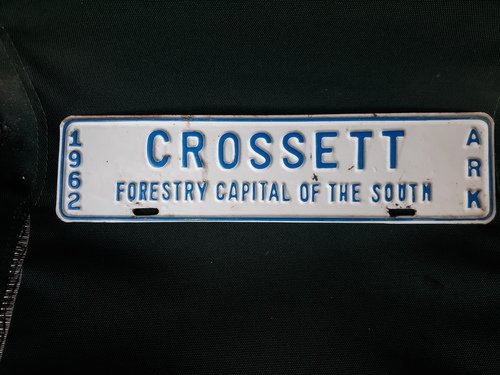 1962
CROSSETT
FORESTRY CAPITAL OF THE SOUTH
ARK